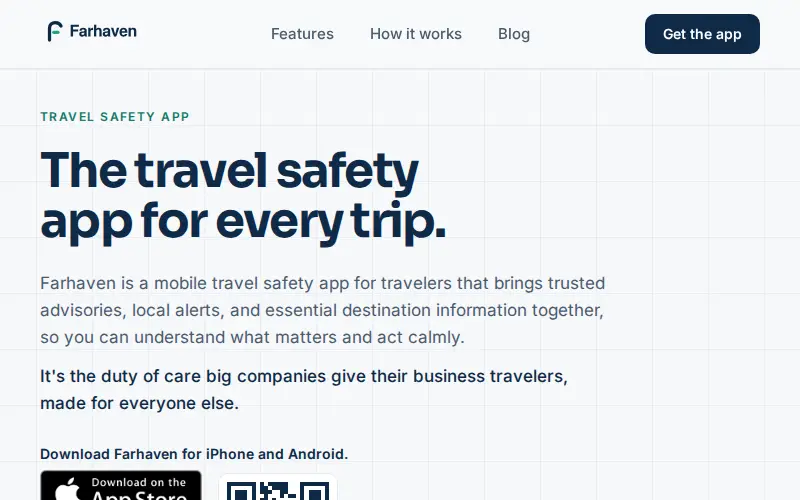 Farhaven
Features
How it works
Blog
Get the app
TRAVEL SAFETY APP
The travel safety
app for every trip.
Farhaven is a mobile travel safety app for travelers that brings trusted
advisories, local alerts, and essential destination information together,
so you can understand what matters and act calmly.
It's the duty of care big companies give their business travelers,
made for everyone else.
Download Farhaven for iPhone and Android.
Download on the
App Store